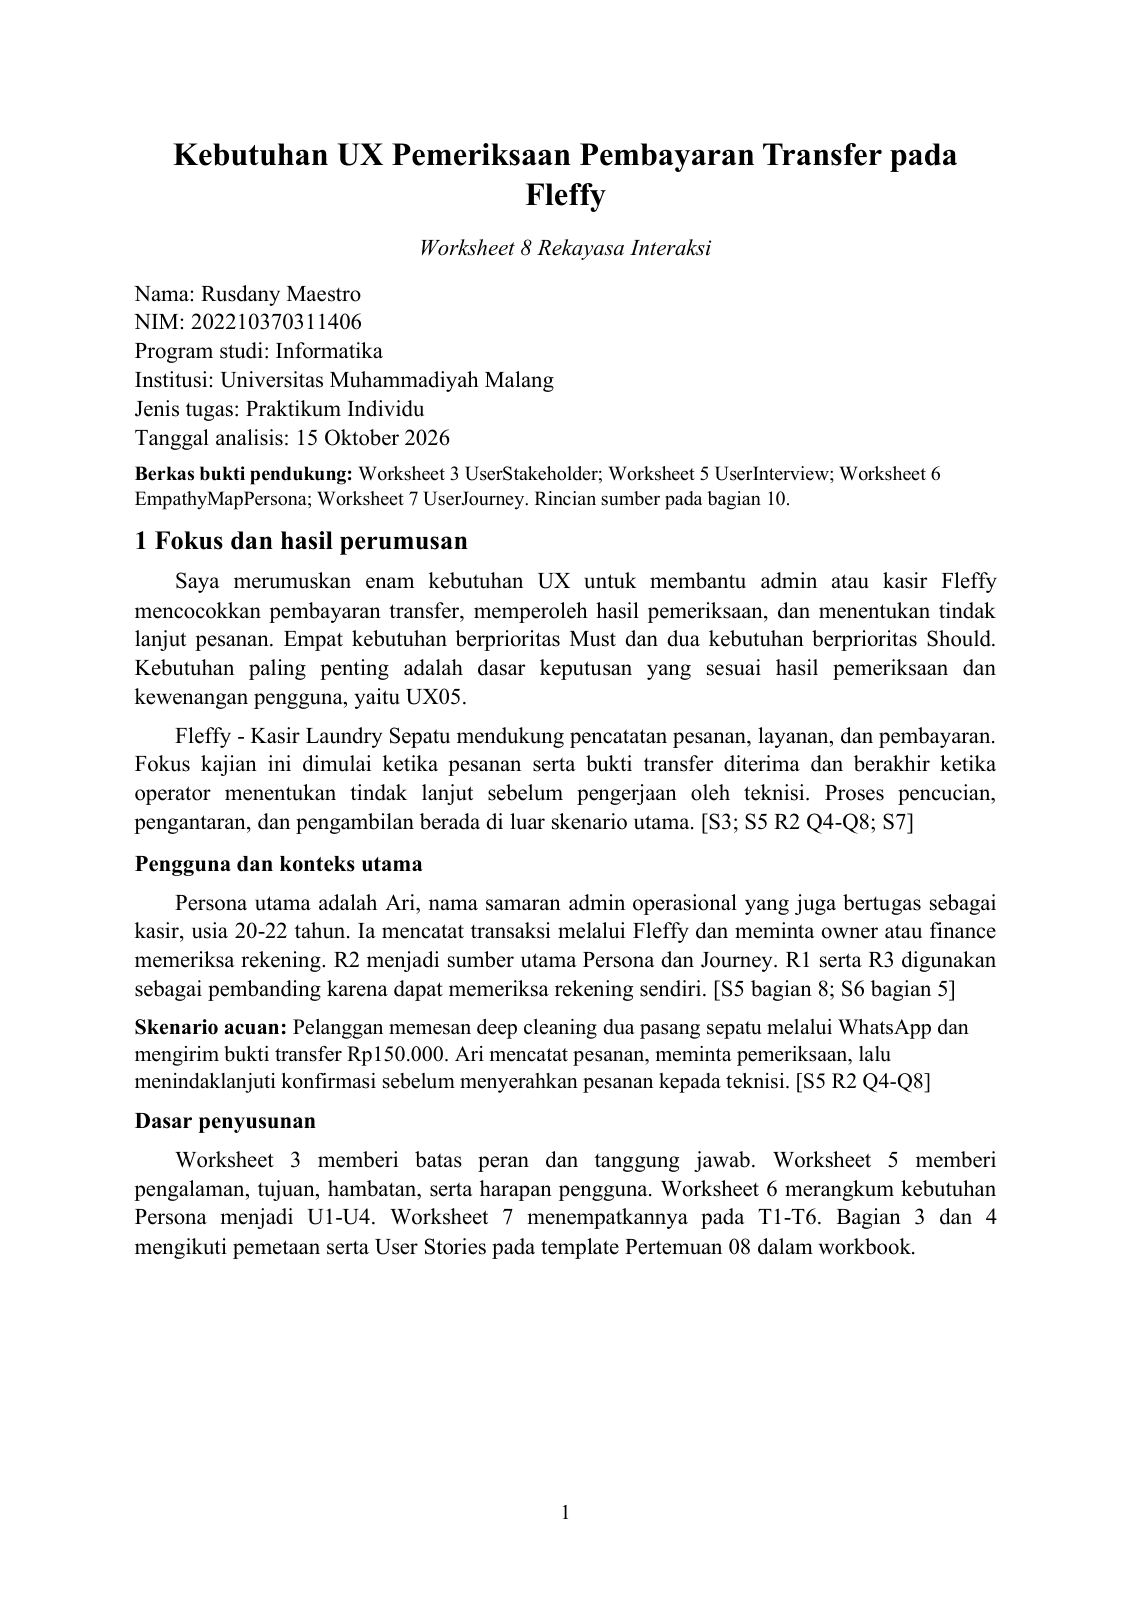 Kebutuhan UX Pemeriksaan Pembayaran Transfer pada
Fleffy
Worksheet 8 Rekayasa Interaksi
Nama: Rusdany Maestro
NIM: 202210370311406
Program studi: Informatika
Institusi: Universitas Muhammadiyah Malang
Jenis tugas: Praktikum Individu
Tanggal analisis: 15 Oktober 2026
Berkas bukti pendukung: Worksheet 3 UserStakeholder; Worksheet 5 UserInterview; Worksheet 6
EmpathyMapPersona; Worksheet 7 UserJourney. Rincian sumber pada bagian 10.
1 Fokus dan hasil perumusan
Saya merumuskan enam kebutuhan UX untuk membantu admin atau kasir Fleffy
mencocokkan pembayaran transfer, memperoleh hasil pemeriksaan, dan menentukan tindak
lanjut pesanan. Empat kebutuhan berprioritas Must dan dua kebutuhan berprioritas Should.
Kebutuhan paling penting adalah dasar keputusan yang sesuai hasil pemeriksaan dan
kewenangan pengguna, yaitu UX05.
Fleffy - Kasir Laundry Sepatu mendukung pencatatan pesanan, layanan, dan pembayaran.
Fokus kajian ini dimulai ketika pesanan serta bukti transfer diterima dan berakhir ketika
operator menentukan tindak lanjut sebelum pengerjaan oleh teknisi. Proses pencucian,
pengantaran, dan pengambilan berada di luar skenario utama. [S3; S5 R2 Q4-Q8; S7]
Pengguna dan konteks utama
Persona utama adalah Ari, nama samaran admin operasional yang juga bertugas sebagai
kasir, usia 20-22 tahun. Ia mencatat transaksi melalui Fleffy dan meminta owner atau finance
memeriksa rekening. R2 menjadi sumber utama Persona dan Journey. R1 serta R3 digunakan
sebagai pembanding karena dapat memeriksa rekening sendiri. [S5 bagian 8; S6 bagian 5]
Skenario acuan: Pelanggan memesan deep cleaning dua pasang sepatu melalui WhatsApp dan
mengirim bukti transfer Rp150.000. Ari mencatat pesanan, meminta pemeriksaan, lalu
menindaklanjuti konfirmasi sebelum menyerahkan pesanan kepada teknisi. [S5 R2 Q4-Q8]
Dasar penyusunan
Worksheet 3 memberi batas peran dan tanggung jawab. Worksheet 5 memberi
pengalaman, tujuan, hambatan, serta harapan pengguna. Worksheet 6 merangkum kebutuhan
Persona menjadi U1-U4. Worksheet 7 menempatkannya pada T1-T6. Bagian 3 dan 4
mengikuti pemetaan serta User Stories pada template Pertemuan 08 dalam workbook.
1